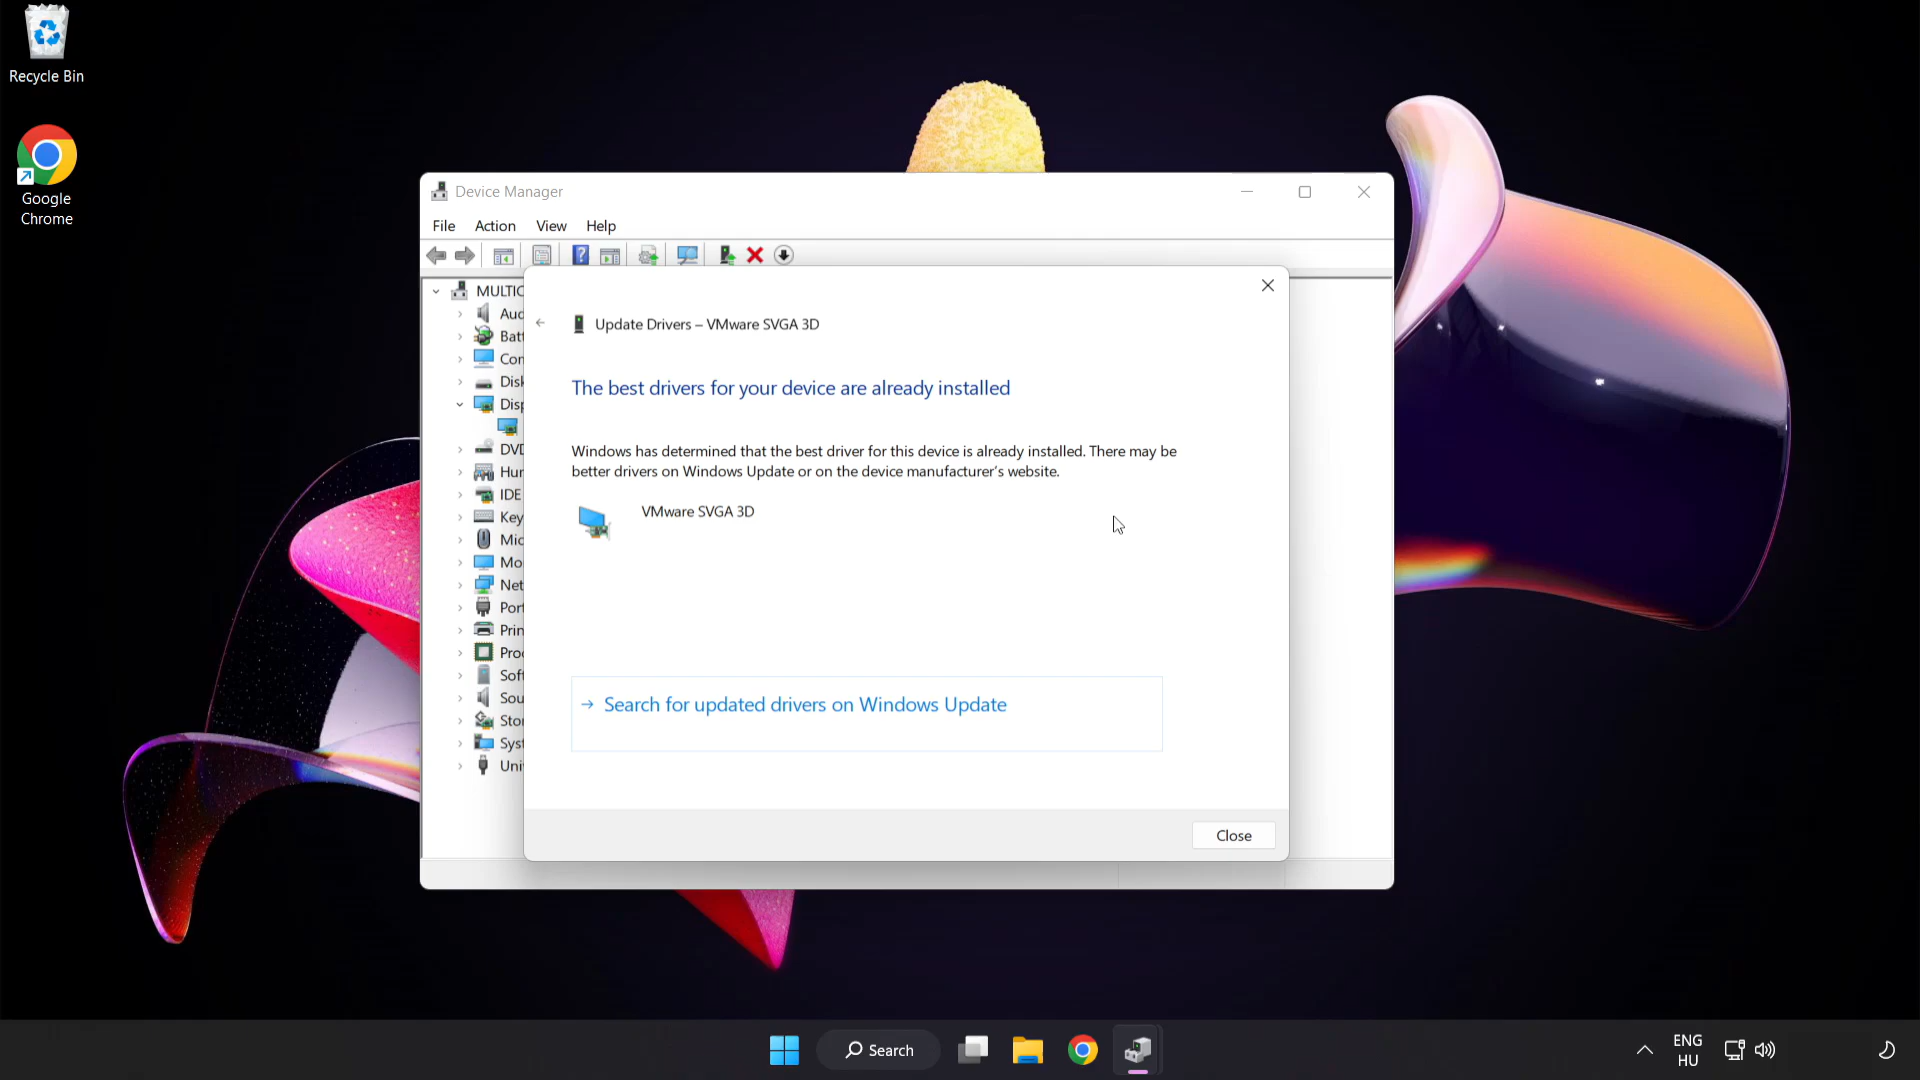 Recycle Bin
Google
Chrome
Device Manager
File Action View Help
MULTIC
Aud
Batt
Con
Disk
Disp
DVD
Hur
IDE
Key
Mic
Mo
Net
Port
Prin
Proc
Soft
Sou
Stor
Syst
Uni
Update Drivers – VMware SVGA 3D
The best drivers for your device are already installed
Windows has determined that the best driver for this device is already installed. There may be
better drivers on Windows Update or on the device manufacturer's website.
VMware SVGA 3D
Search for updated drivers on Windows Update
Close
Search
ENG
HU